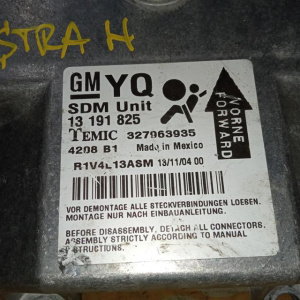 STRA H
GM YQ
SDM Unit
13 191 825
TEMIC 327963935
4208 B1 Made in Mexico
R1V4L13ASM 13/11/04 00
VORNE
FORWARD
VOR DEMONTAGE ALLE STECKVERBINDUNGEN LOESEN.
MONTAGE NUR NACH EINBAUANLEITUNG.
BEFORE DISASSEMBLY, DETACH ALL CONNECTORS.
ASSEMBLY STRICTLY ACCORDING TO MANUAL
INSTRUCTIONS.